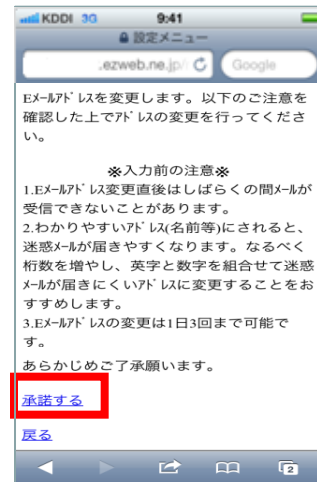 KDDI 3G 9:41
設定メニュー
.ezweb.ne.jp/ Google
Eﾒｰﾙｱﾄﾞﾚｽを変更します。以下のご注意を
確認した上でｱﾄﾞﾚｽの変更を行ってくださ
い。
※入力前の注意※
1.Eﾒｰﾙｱﾄﾞﾚｽ変更直後はしばらくの間ﾒｰﾙが
受信できないことがあります。
2.わかりやすいｱﾄﾞﾚｽ(名前等)にされると、
迷惑ﾒｰﾙが届きやすくなります。なるべく
桁数を増やし、英字と数字を組合せて迷惑
ﾒｰﾙが届きにくいｱﾄﾞﾚｽに変更することをお
すすめします。
3.Eﾒｰﾙｱﾄﾞﾚｽの変更は1日3回まで可能で
す。
あらかじめご了承願います。
承諾する
戻る
2